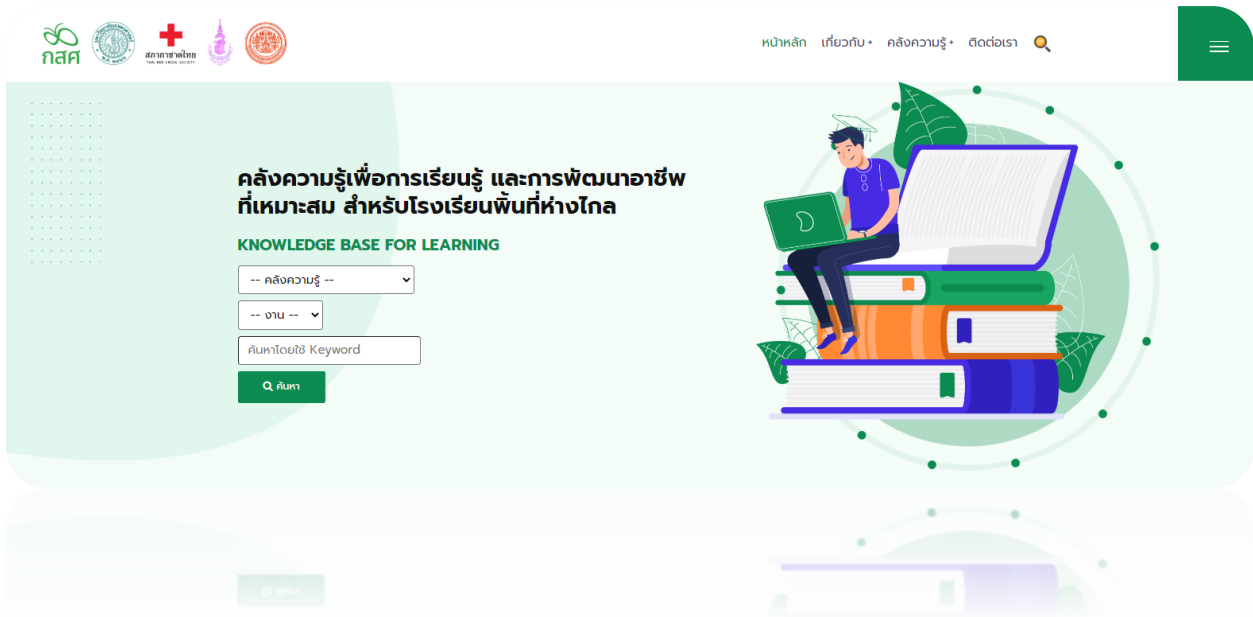 กสศ
สภากาชาดไทย
THAI RED CROSS SOCIETY
หน้าหลัก เกี่ยวกับ + คลังความรู้ + ติดต่อเรา
คลังความรู้เพื่อการเรียนรู้ และการพัฒนาอาชีพ
ที่เหมาะสม สำหรับโรงเรียนพื้นที่ห่างไกล
KNOWLEDGE BASE FOR LEARNING
-- คลังความรู้ --
-- งาน --
ค้นหาโดยใช้ Keyword
ค้นหา